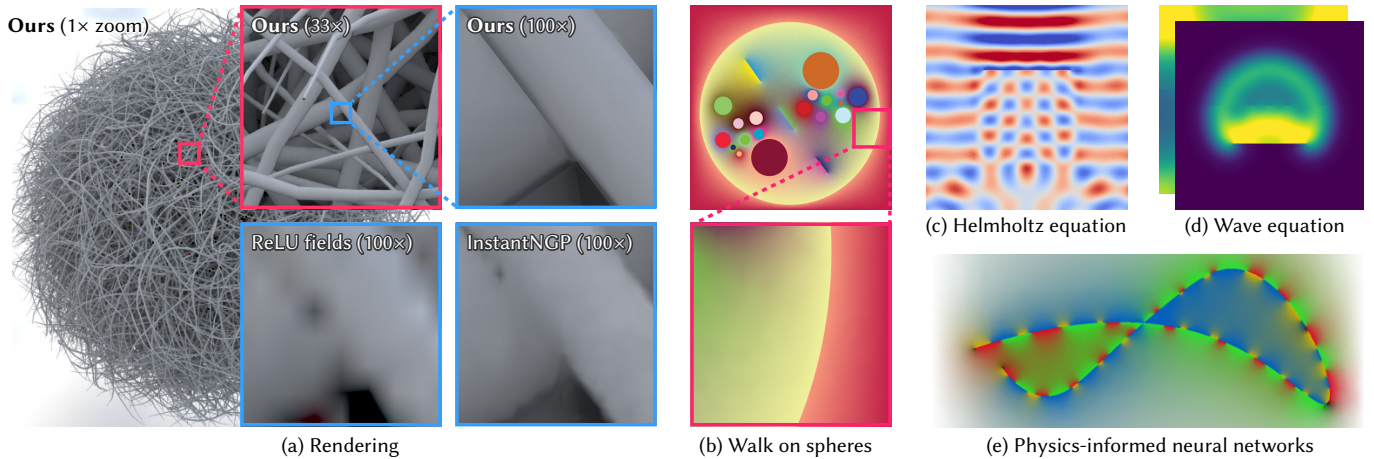 Ours (1× zoom)
Ours (33×)
Ours (100×)
ReLU fields (100×)
InstantNGP (100×)
(a) Rendering
(b) Walk on spheres
(c) Helmholtz equation
(d) Wave equation
(e) Physics-informed neural networks